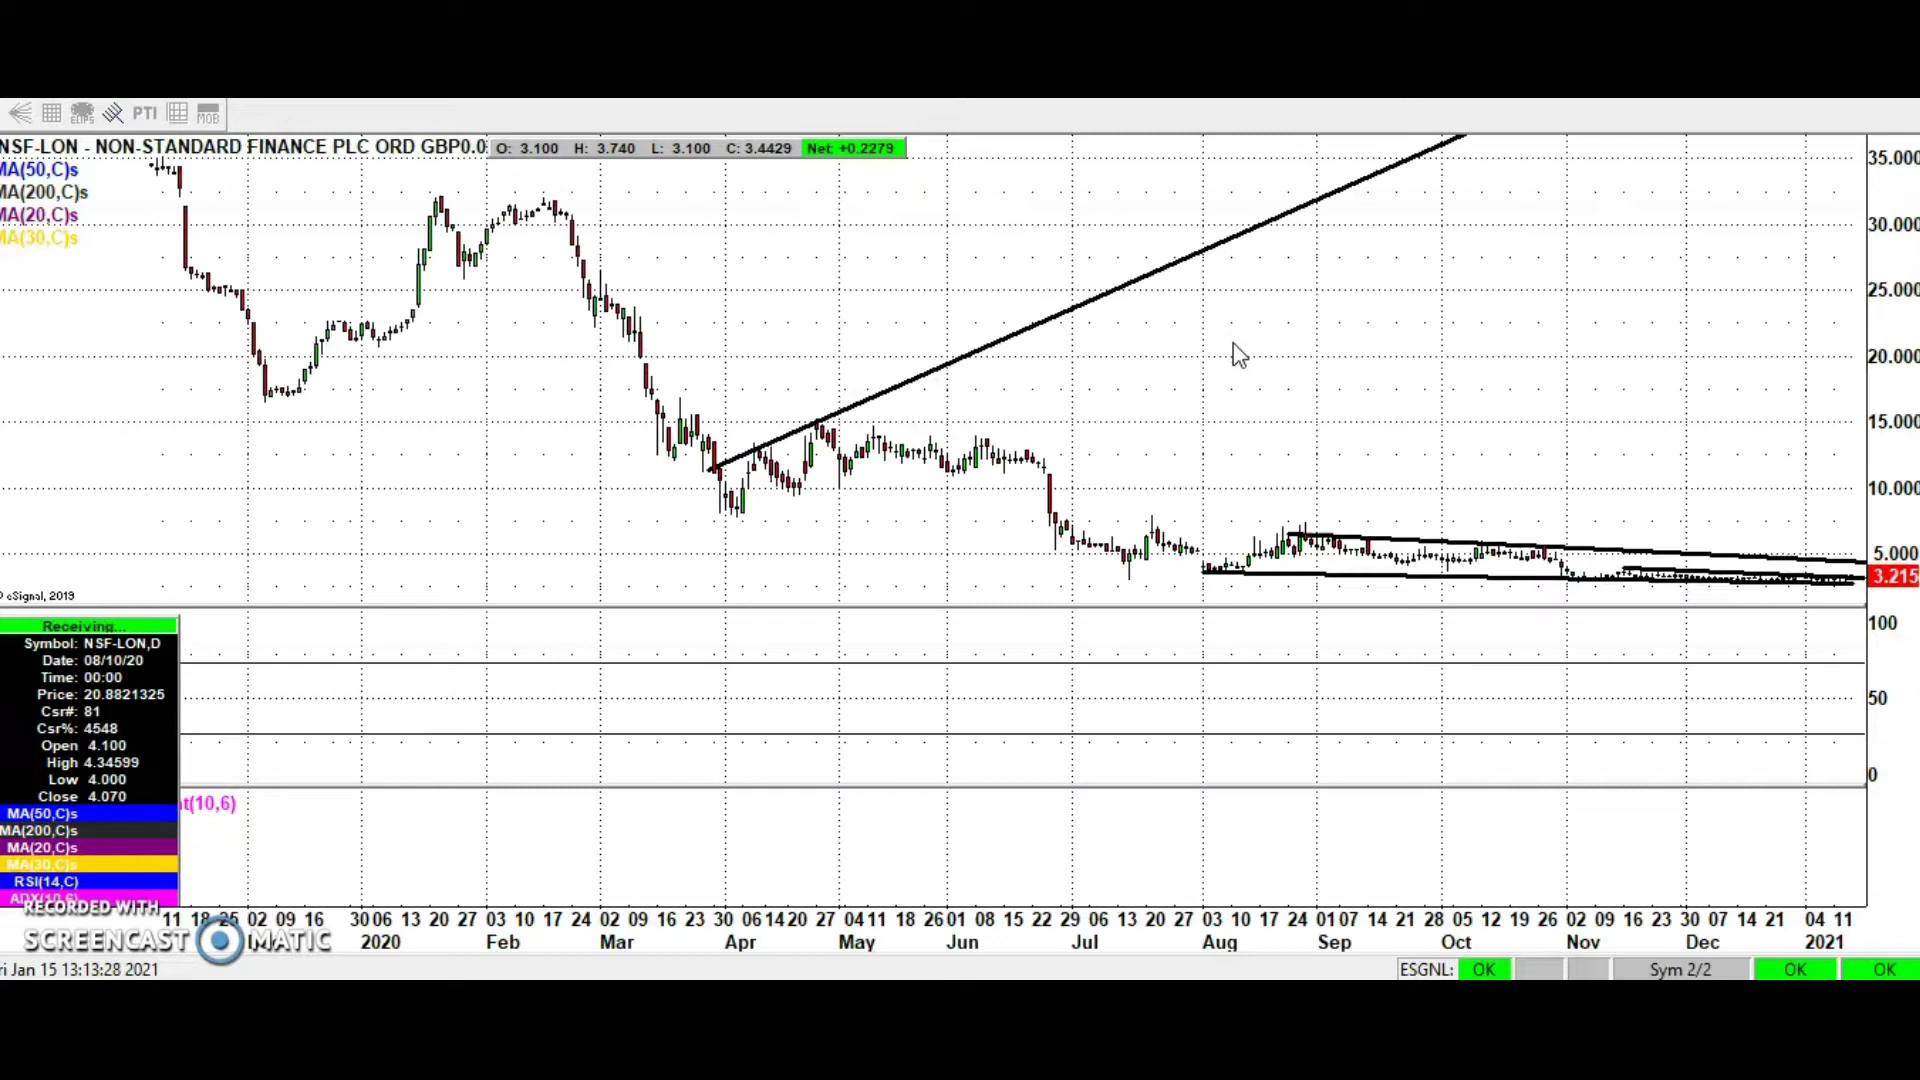 ELIPS PTI MOB
NSF-LON - NON-STANDARD FINANCE PLC ORD GBP0.0 O: 3.100 H: 3.740 L: 3.100 C: 3.4429 Net: +0.2279
MA(50,C)s
MA(200,C)s
MA(20,C)s
MA(30,C)s
35.000
30.000
25.000
20.000
15.000
10.000
5.000
3.215
© eSignal, 2019
Receiving...
Symbol: NSF-LON,D
Date: 08/10/20
Time: 00:00
Price: 20.8821325
Csr#: 81
Csr%: 4548
Open 4.100
High 4.34599
Low 4.000
Close 4.070
MA(50,C)s
MA(200,C)s
MA(20,C)s
MA(30,C)s
RSI(14,C)
ADX(10,6)
100
50
0
t(10,6)
11 18 25 02 09 16 30 06 13 20 27 03 10 17 24 02 09 16 23 30 06 14 20 27 04 11 18 26 01 08 15 22 29 06 13 20 27 03 10 17 24 01 07 14 21 28 05 12 19 26 02 09 16 23 30 07 14 21 04 11
2020 Feb Mar Apr May Jun Jul Aug Sep Oct Nov Dec 2021
RECORDED WITH
SCREENCAST MATIC
ri Jan 15 13:13:28 2021
ESGNL: OK Sym 2/2 OK OK